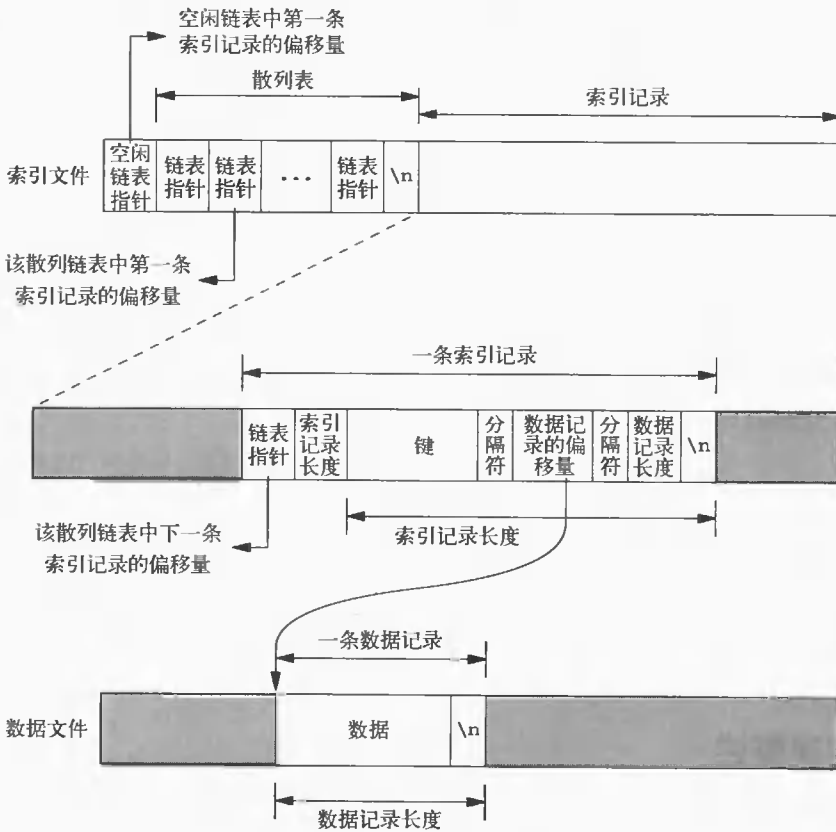 空闲链表中第一条
索引记录的偏移量
散列表
索引记录
索引文件
空闲
链表
指针
链表
指针
链表
指针
...
链表
指针
\n
该散列链表中第一条
索引记录的偏移量
一条索引记录
链表
指针
索引
记录
长度
键
分
隔
符
数据记
录的偏
移量
分
隔
符
数据
记录
长度
\n
该散列链表中下一条
索引记录的偏移量
索引记录长度
一条数据记录
数据文件
数据
\n
数据记录长度